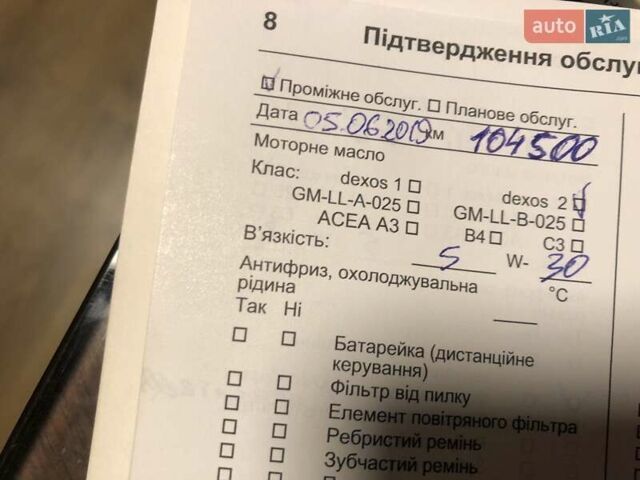 auto RIA
.com
8
Підтвердження обслу
Проміжне обслуг. Планове обслуг.
Дата 05.06.2019 км 104500
Моторне масло
Клас: dexos 1 dexos 2
GM-LL-A-025 GM-LL-B-025
ACEA A3 B4 C3
В'язкість: 5 W- 30
Антифриз, охолоджувальна
рідина °C
Так Ні
Батарейка (дистанційне
керування)
Фільтр від пилку
Елемент повітряного фільтра
Ребристий ремінь
Зубчастий ремінь